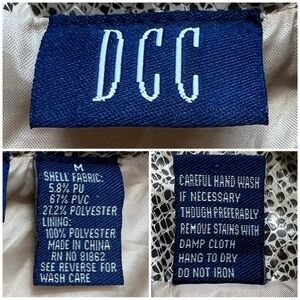 DCC
M
SHELL FABRIC:
5.8% PU
67% PVC
27.2% POLYESTER
LINING:
100% POLYESTER
MADE IN CHINA
RN NO 81862
SEE REVERSE FOR
WASH CARE
CAREFUL HAND WASH
IF NECESSARY
THOUGH PREFERABLY
REMOVE STAINS WITH
DAMP CLOTH
HANG TO DRY
DO NOT IRON